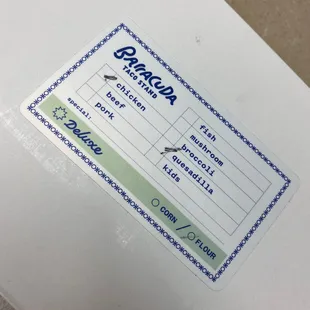 BARRACUDA
TACO STAND
chicken
beef
pork
special:
fish
mushroom
broccoli
quesadilla
kids
Deluxe
CORN / FLOUR